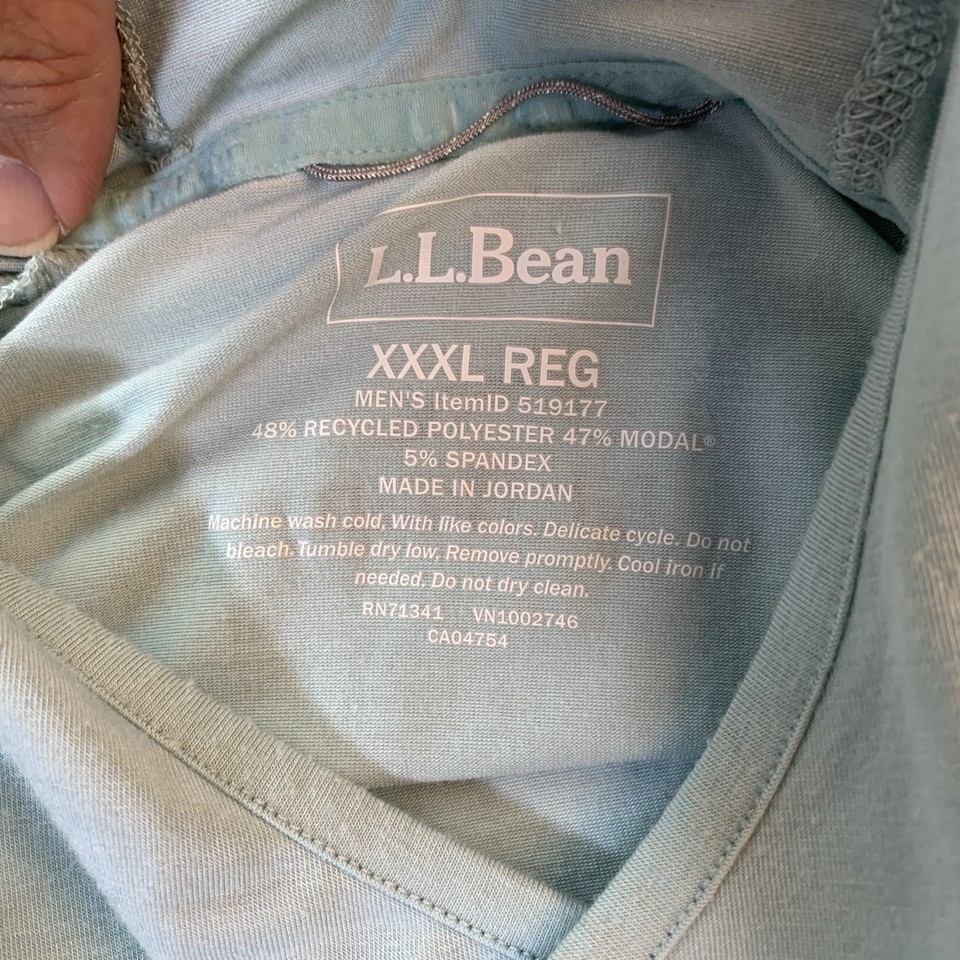 L.L.Bean
XXXL REG
MEN'S ItemID 519177
48% RECYCLED POLYESTER 47% MODAL®
5% SPANDEX
MADE IN JORDAN
Machine wash cold, With like colors. Delicate cycle. Do not
bleach. Tumble dry low, Remove promptly. Cool iron if
needed. Do not dry clean.
RN71341 VN1002746
CA04754